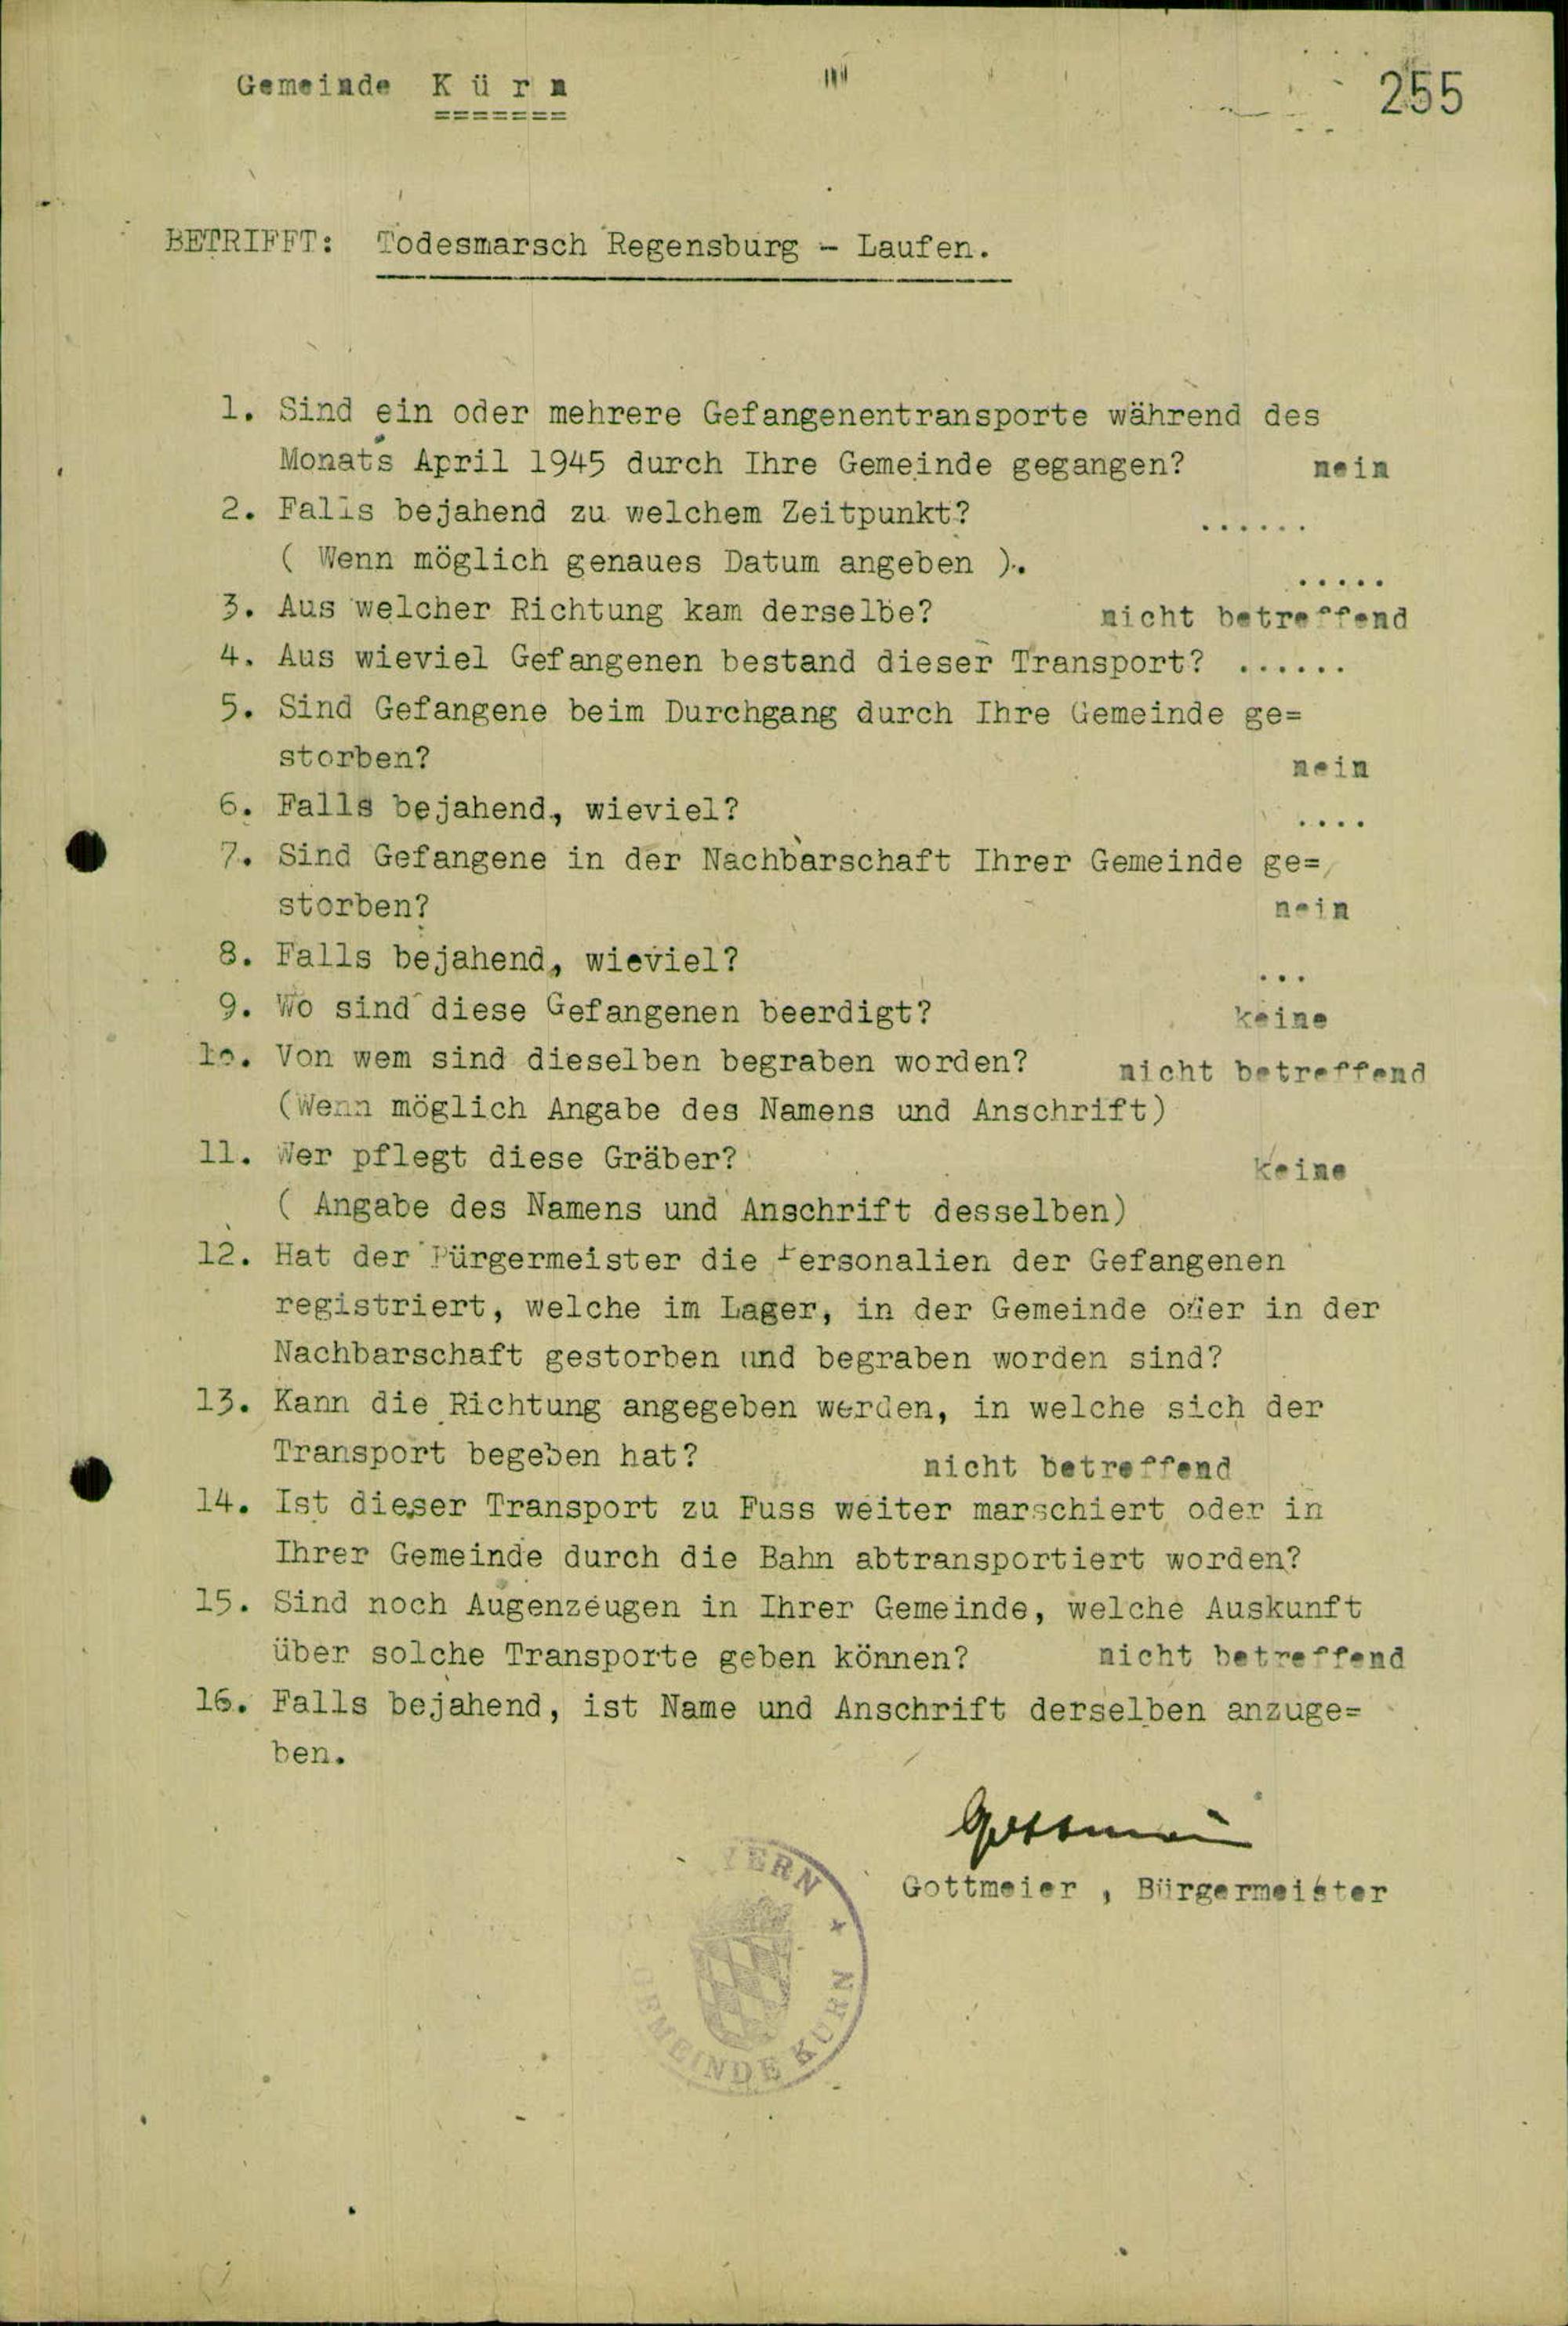 Gemeinde K ü r n
=======
255
BETRIFFT: Todesmarsch Regensburg - Laufen.
1. Sind ein oder mehrere Gefangenentransporte während des
Monats April 1945 durch Ihre Gemeinde gegangen? nein
2. Falls bejahend zu welchem Zeitpunkt? ......
( Wenn möglich genaues Datum angeben ). .....
3. Aus welcher Richtung kam derselbe? nicht betreffend
4. Aus wieviel Gefangenen bestand dieser Transport? ......
5. Sind Gefangene beim Durchgang durch Ihre Gemeinde ge=
storben? nein
6. Falls bejahend, wieviel? ....
7. Sind Gefangene in der Nachbarschaft Ihrer Gemeinde ge=
storben? nein
8. Falls bejahend, wieviel? ...
9. Wo sind diese Gefangenen beerdigt? keine
1o. Von wem sind dieselben begraben worden? nicht betreffend
(Wenn möglich Angabe des Namens und Anschrift)
11. Wer pflegt diese Gräber? keine
( Angabe des Namens und Anschrift desselben)
12. Hat der Bürgermeister die Personalien der Gefangenen
registriert, welche im Lager, in der Gemeinde oder in der
Nachbarschaft gestorben und begraben worden sind?
13. Kann die Richtung angegeben werden, in welche sich der
Transport begeben hat? nicht betreffend
14. Ist dieser Transport zu Fuss weiter marschiert oder in
Ihrer Gemeinde durch die Bahn abtransportiert worden?
15. Sind noch Augenzeugen in Ihrer Gemeinde, welche Auskunft
über solche Transporte geben können? nicht betreffend
16. Falls bejahend, ist Name und Anschrift derselben anzuge=
ben.
Gottmeier
Gottmeier , Bürgermeister
YERN
GEMEINDE KÜRN